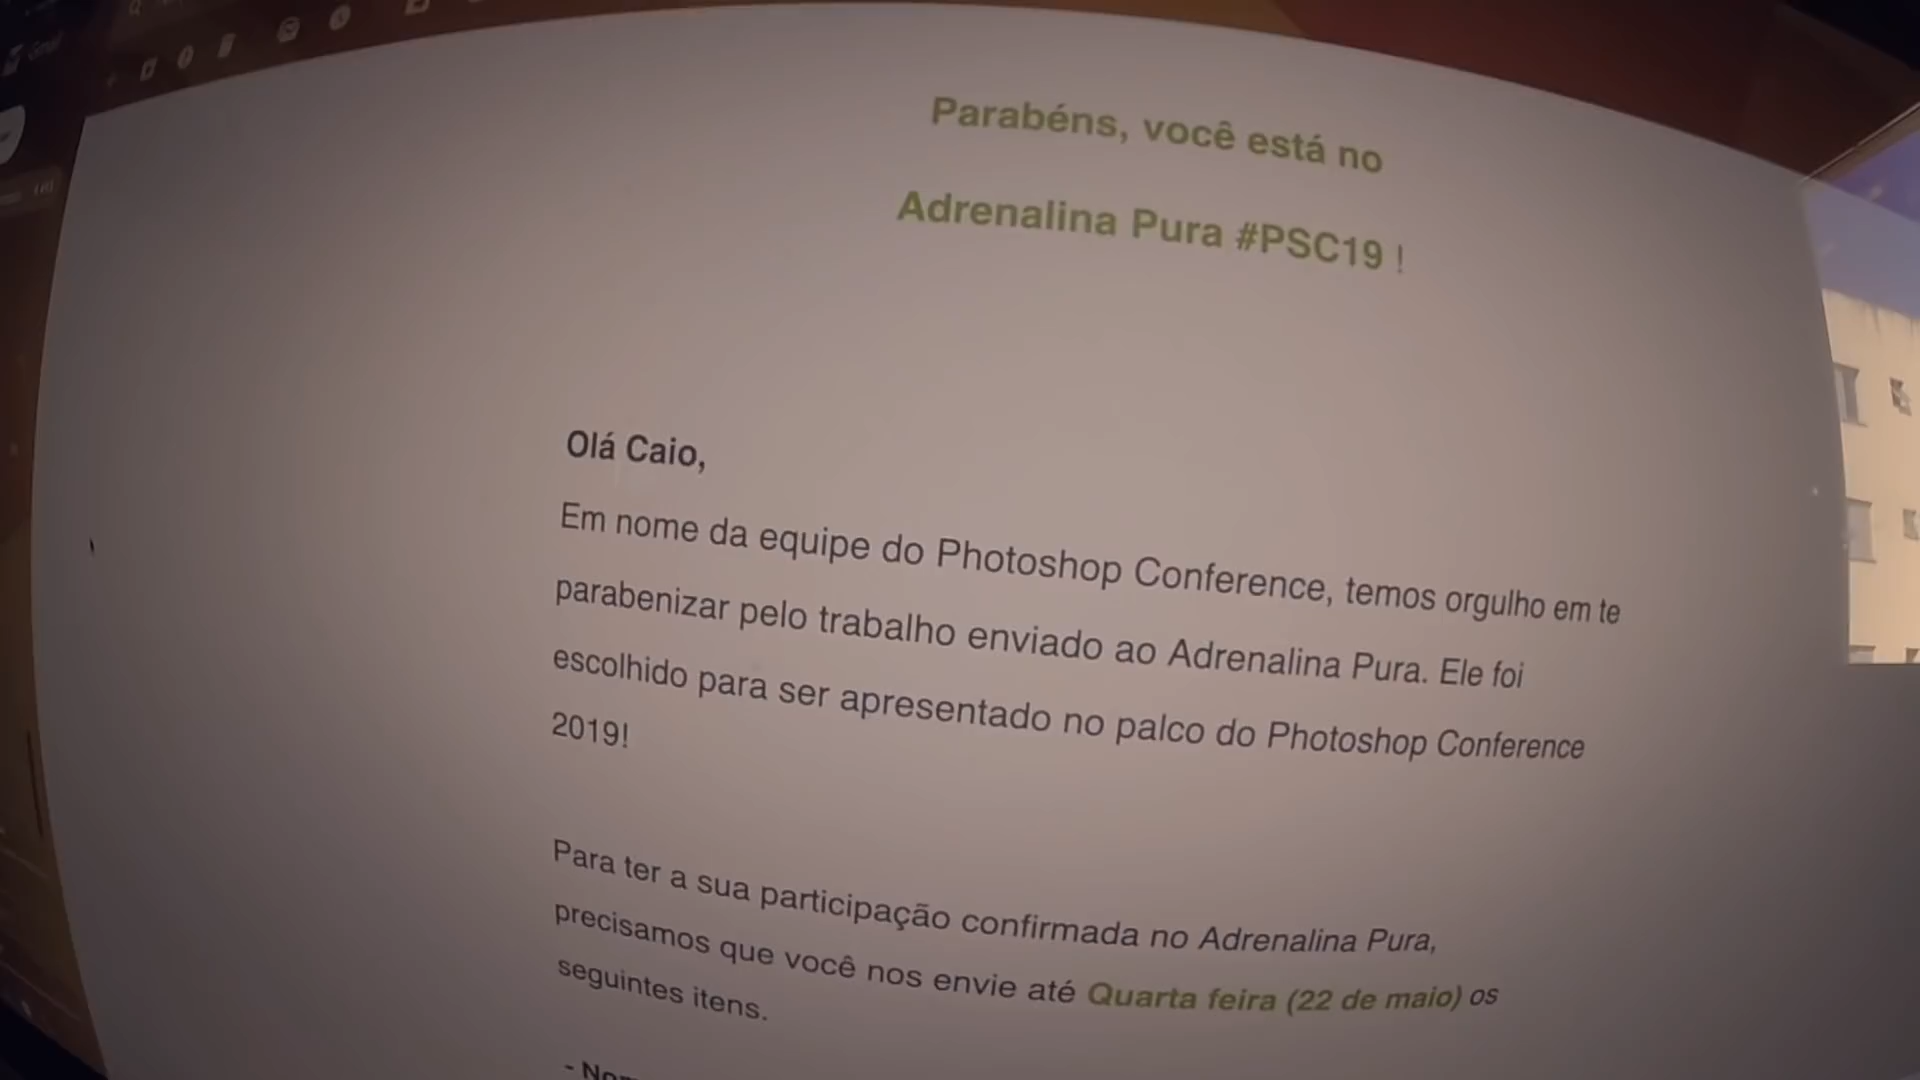 Gmail
Parabéns, você está no
Adrenalina Pura #PSC19 !
Olá Caio,
Em nome da equipe do Photoshop Conference, temos orgulho em te
parabenizar pelo trabalho enviado ao Adrenalina Pura. Ele foi
escolhido para ser apresentado no palco do Photoshop Conference
2019!
Para ter a sua participação confirmada no Adrenalina Pura,
precisamos que você nos envie até Quarta feira (22 de maio) os
seguintes itens.